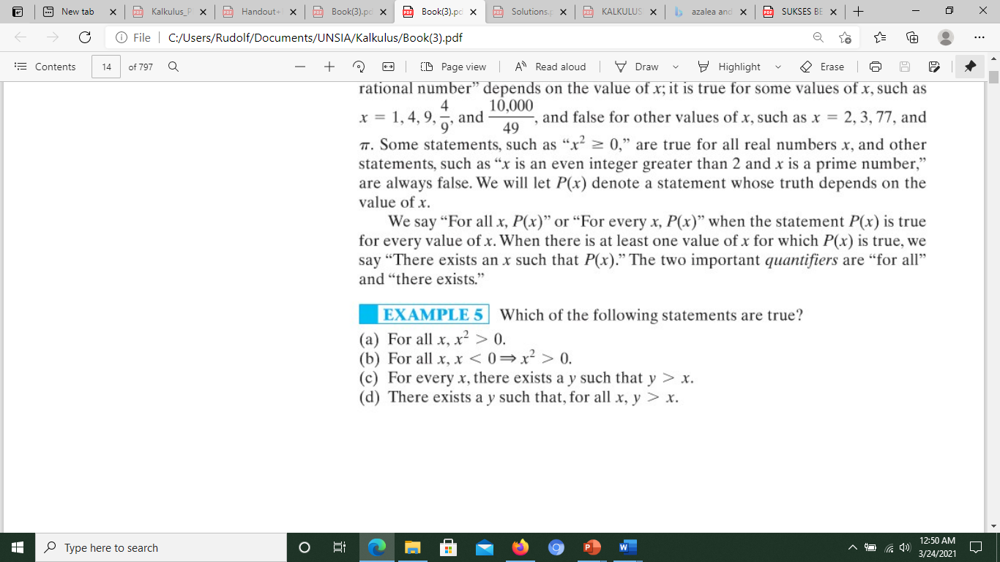 New tab
Kalkulus_P
Handout+
Book(3).pd
Book(3).pd
Solutions.p
KALKULUS
azalea and
SUKSES BE
File
C:/Users/Rudolf/Documents/UNSIA/Kalkulus/Book(3).pdf
Contents
14
of 797
Page view
Read aloud
Draw
Highlight
Erase
rational number” depends on the value of x; it is true for some values of x, such as
x = 1, 4, 9, 4/9, and 10,000/49, and false for other values of x, such as x = 2, 3, 77, and
π. Some statements, such as “x² ≥ 0,” are true for all real numbers x, and other
statements, such as “x is an even integer greater than 2 and x is a prime number,”
are always false. We will let P(x) denote a statement whose truth depends on the
value of x.
We say “For all x, P(x)” or “For every x, P(x)” when the statement P(x) is true
for every value of x. When there is at least one value of x for which P(x) is true, we
say “There exists an x such that P(x).” The two important quantifiers are “for all”
and “there exists.”
EXAMPLE 5 Which of the following statements are true?
(a) For all x, x² > 0.
(b) For all x, x < 0 ⇒ x² > 0.
(c) For every x, there exists a y such that y > x.
(d) There exists a y such that, for all x, y > x.
Type here to search
12:50 AM
3/24/2021